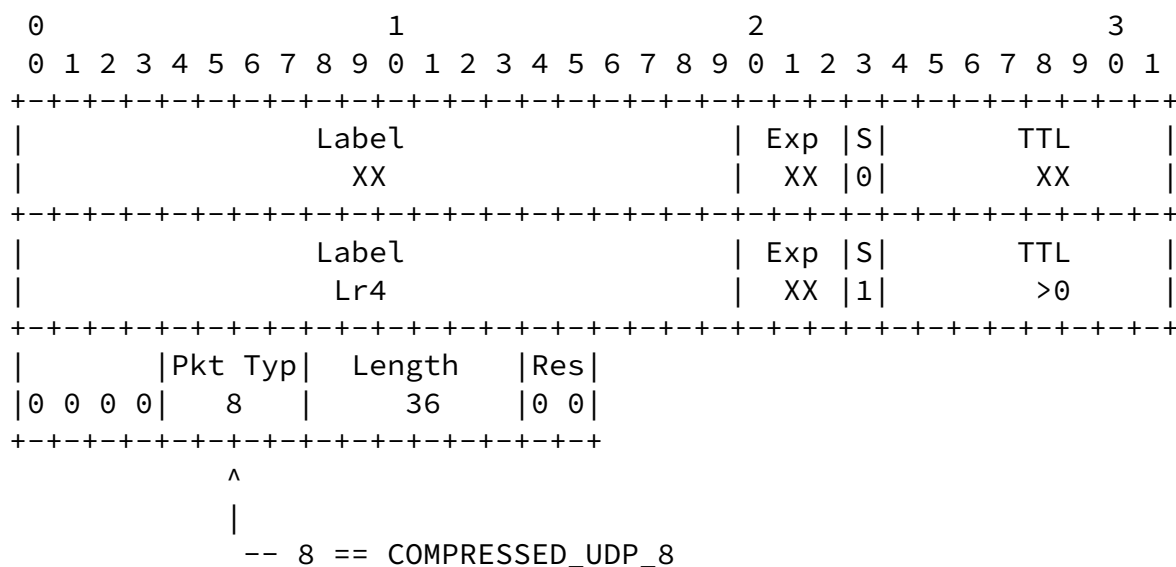 0                   1                   2                   3
 0 1 2 3 4 5 6 7 8 9 0 1 2 3 4 5 6 7 8 9 0 1 2 3 4 5 6 7 8 9 0 1
+-+-+-+-+-+-+-+-+-+-+-+-+-+-+-+-+-+-+-+-+-+-+-+-+-+-+-+-+-+-+-+-+
|                Label                  | Exp |S|       TTL     |
|                  XX                   |  XX |0|        XX     |
+-+-+-+-+-+-+-+-+-+-+-+-+-+-+-+-+-+-+-+-+-+-+-+-+-+-+-+-+-+-+-+-+
|                Label                  | Exp |S|       TTL     |
|                 Lr4                   |  XX |1|        >0     |
+-+-+-+-+-+-+-+-+-+-+-+-+-+-+-+-+-+-+-+-+-+-+-+-+-+-+-+-+-+-+-+-+
|       |Pkt Typ|  Length   |Res|
|0 0 0 0|   8   |     36    |0 0|
+-+-+-+-+-+-+-+-+-+-+-+-+-+-+-+-+
            ^
            |
             -- 8 == COMPRESSED_UDP_8